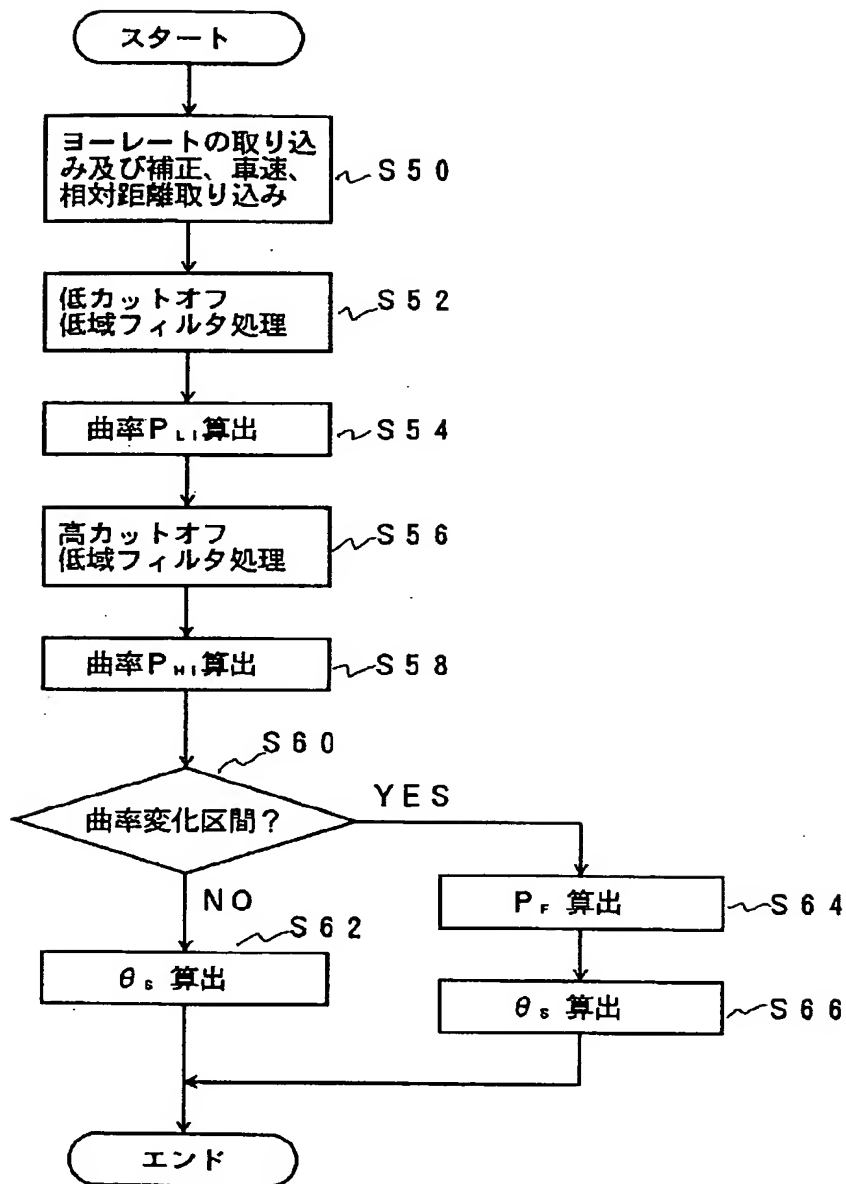 スタート
ヨーレートの取り込
み及び補正、車速、
相対距離取り込み
S50
低カットオフ
低域フィルタ処理
S52
曲率PLI算出
S54
高カットオフ
低域フィルタ処理
S56
曲率PHI算出
S58
S60
曲率変化区間?
YES
NO
PF 算出
S64
S62
θs 算出
θs 算出
S66
エンド